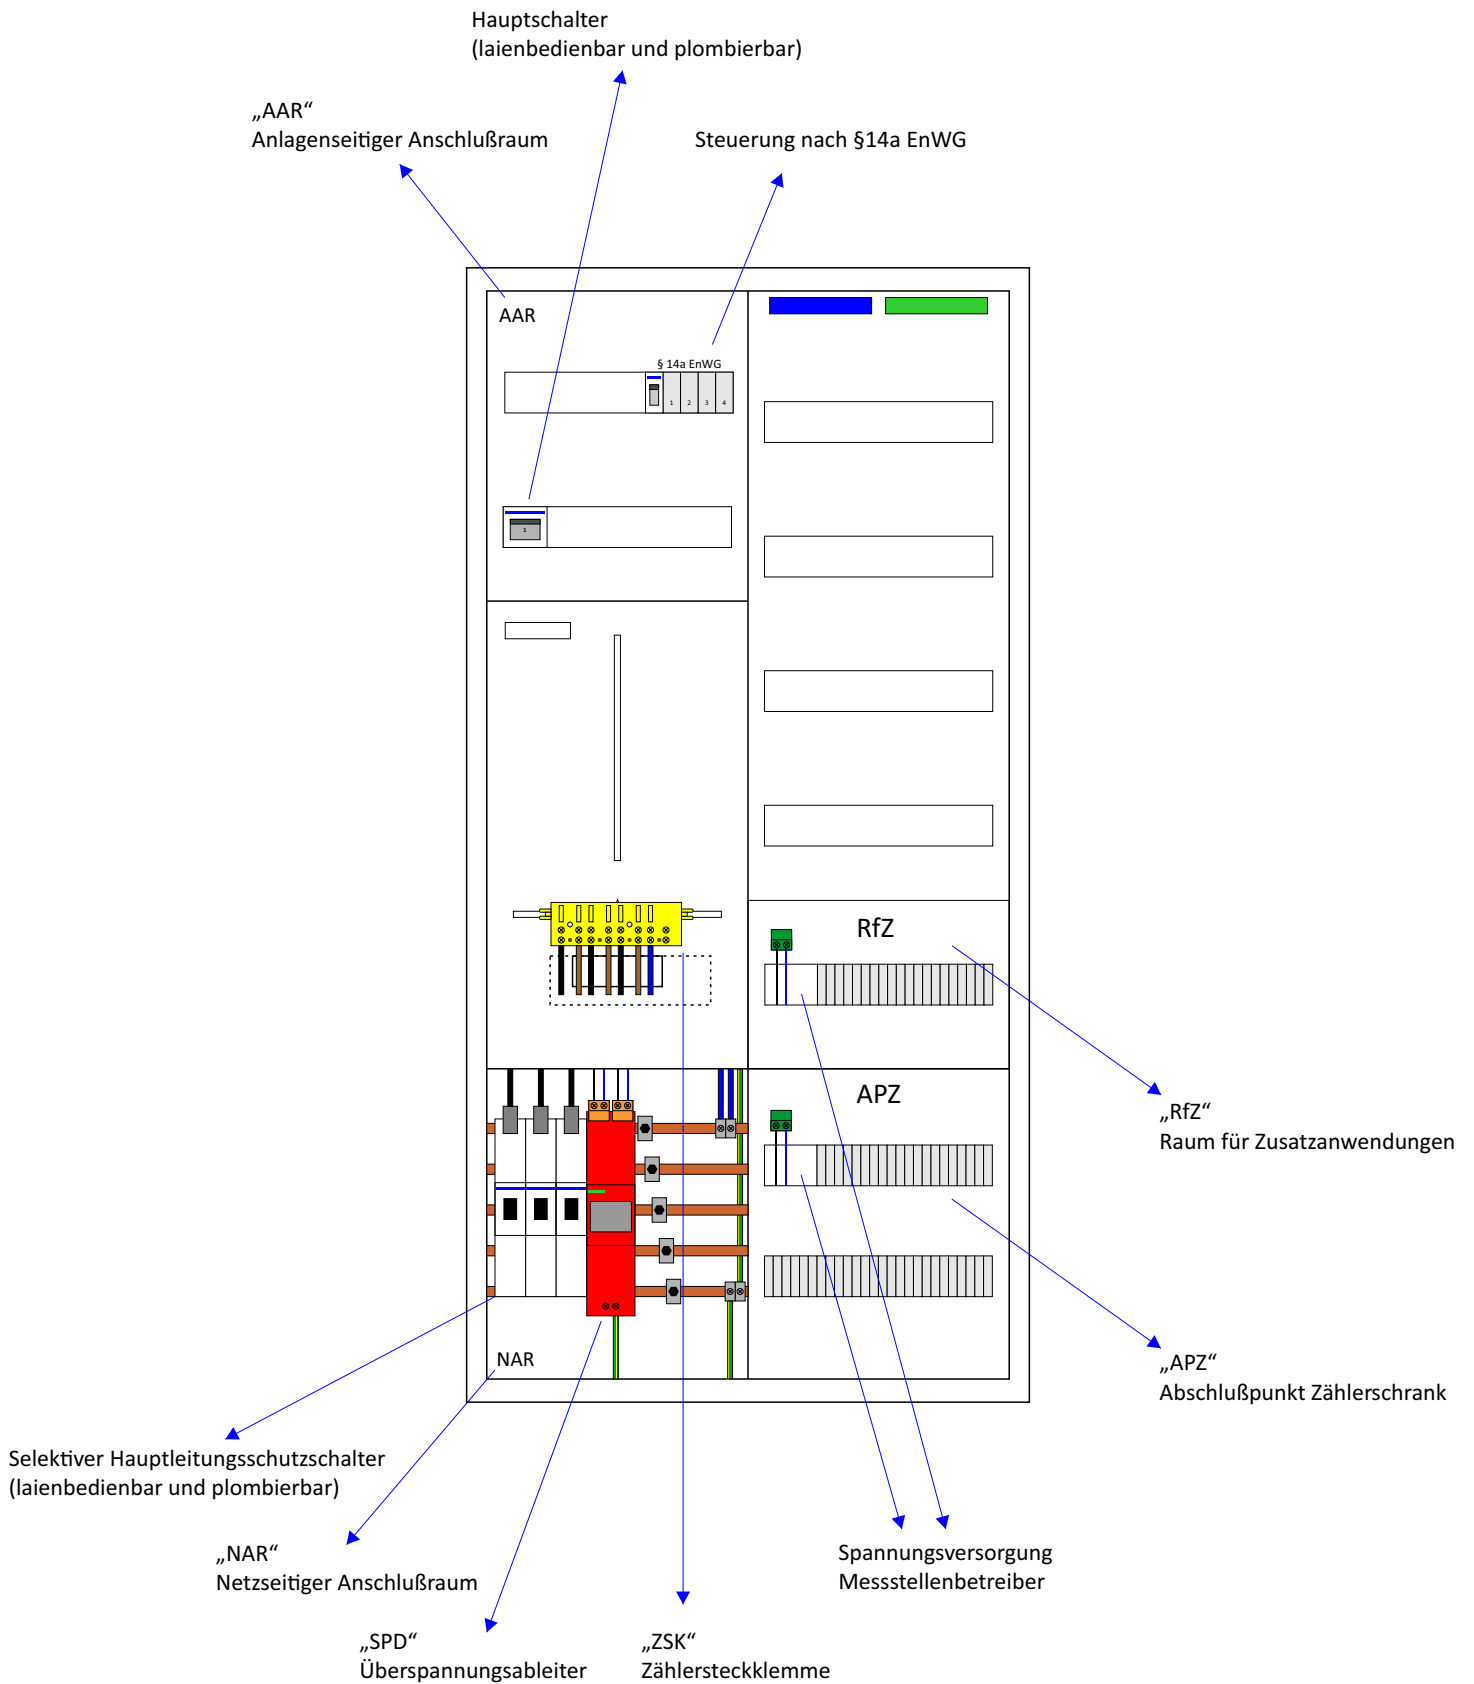 Hauptschalter
(laienbedienbar und plombierbar)
„AAR“
Anlagenseitiger Anschlußraum
Steuerung nach §14a EnWG
AAR
§ 14a EnWG
1 2 3 4
1
RfZ
APZ
„RfZ“
Raum für Zusatzanwendungen
NAR
„APZ“
Abschlußpunkt Zählerschrank
Selektiver Hauptleitungsschutzschalter
(laienbedienbar und plombierbar)
„NAR“
Netzseitiger Anschlußraum
Spannungsversorgung
Messstellenbetreiber
„SPD“
Überspannungsableiter
„ZSK“
Zählersteckklemme